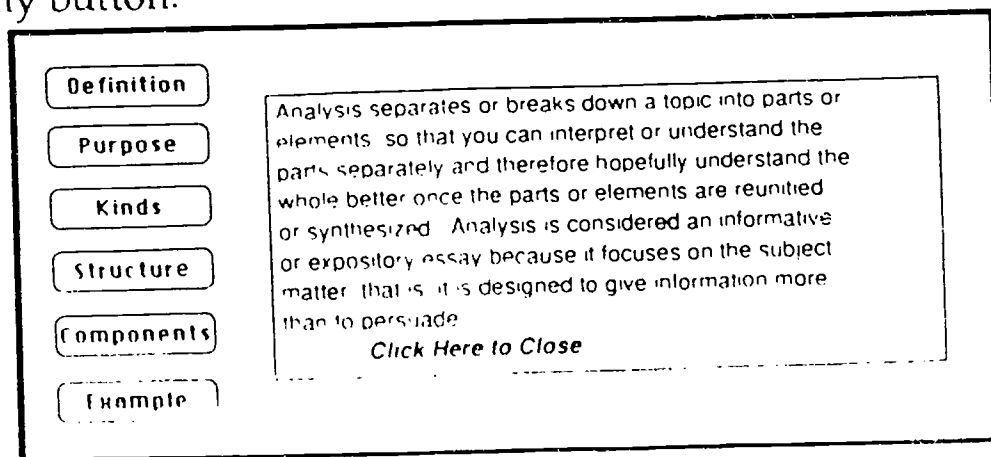 ny button.
Definition
Purpose
Kinds
Structure
Components
Example
Analysis separates or breaks down a topic into parts or
elements so that you can interpret or understand the
parts separately and therefore hopefully understand the
whole better once the parts or elements are reunited
or synthesized Analysis is considered an informative
or expository essay because it focuses on the subject
matter that is it is designed to give information more
than to persuade
Click Here to Close